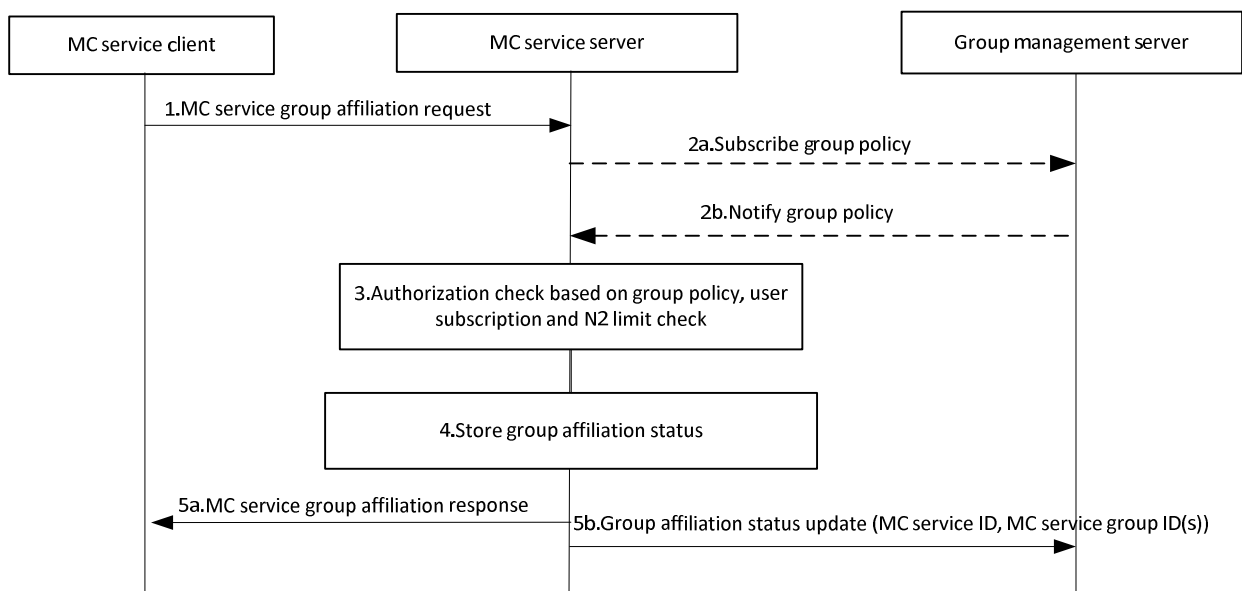 MC service client
MC service server
Group management server
1.MC service group affiliation request
2a.Subscribe group policy
2b.Notify group policy
3.Authorization check based on group policy, user
subscription and N2 limit check
4.Store group affiliation status
5a.MC service group affiliation response
5b.Group affiliation status update (MC service ID, MC service group ID(s))